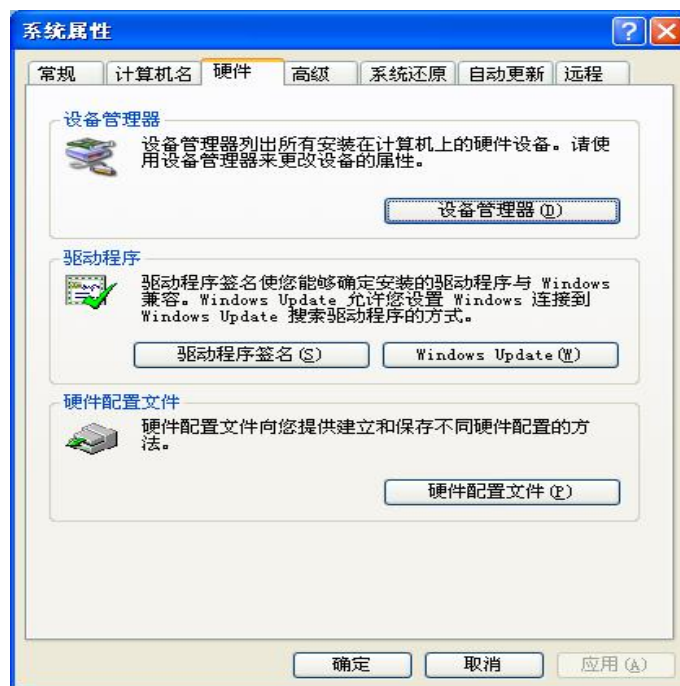 系统属性
常规 计算机名 硬件 高级 系统还原 自动更新 远程
设备管理器
设备管理器列出所有安装在计算机上的硬件设备。请使
用设备管理器来更改设备的属性。
设备管理器(D)
驱动程序
驱动程序签名使您能够确定安装的驱动程序与 Windows
兼容。Windows Update 允许您设置 Windows 连接到
Windows Update 搜索驱动程序的方式。
驱动程序签名(S) Windows Update(W)
硬件配置文件
硬件配置文件向您提供建立和保存不同硬件配置的方
法。
硬件配置文件(P)
确定 取消 应用(A)